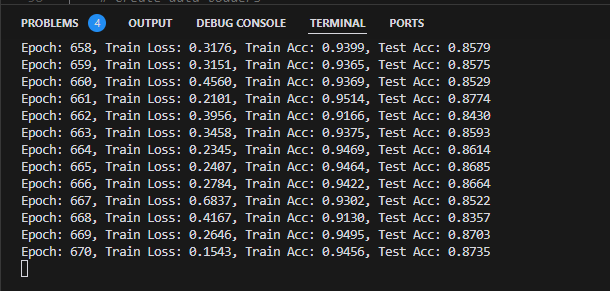 PROBLEMS 4 OUTPUT DEBUG CONSOLE TERMINAL PORTS
Epoch: 658, Train Loss: 0.3176, Train Acc: 0.9399, Test Acc: 0.8579
Epoch: 659, Train Loss: 0.3151, Train Acc: 0.9365, Test Acc: 0.8575
Epoch: 660, Train Loss: 0.4560, Train Acc: 0.9369, Test Acc: 0.8529
Epoch: 661, Train Loss: 0.2101, Train Acc: 0.9514, Test Acc: 0.8774
Epoch: 662, Train Loss: 0.3956, Train Acc: 0.9166, Test Acc: 0.8430
Epoch: 663, Train Loss: 0.3458, Train Acc: 0.9375, Test Acc: 0.8593
Epoch: 664, Train Loss: 0.2345, Train Acc: 0.9469, Test Acc: 0.8614
Epoch: 665, Train Loss: 0.2407, Train Acc: 0.9464, Test Acc: 0.8685
Epoch: 666, Train Loss: 0.2784, Train Acc: 0.9422, Test Acc: 0.8664
Epoch: 667, Train Loss: 0.6837, Train Acc: 0.9302, Test Acc: 0.8522
Epoch: 668, Train Loss: 0.4167, Train Acc: 0.9130, Test Acc: 0.8357
Epoch: 669, Train Loss: 0.2646, Train Acc: 0.9495, Test Acc: 0.8703
Epoch: 670, Train Loss: 0.1543, Train Acc: 0.9456, Test Acc: 0.8735